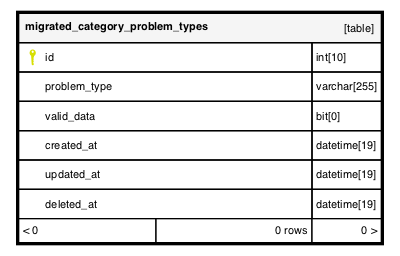 migrated_category_problem_types [table]
id int[10]
problem_type varchar[255]
valid_data bit[0]
created_at datetime[19]
updated_at datetime[19]
deleted_at datetime[19]
< 0 0 rows 0 >